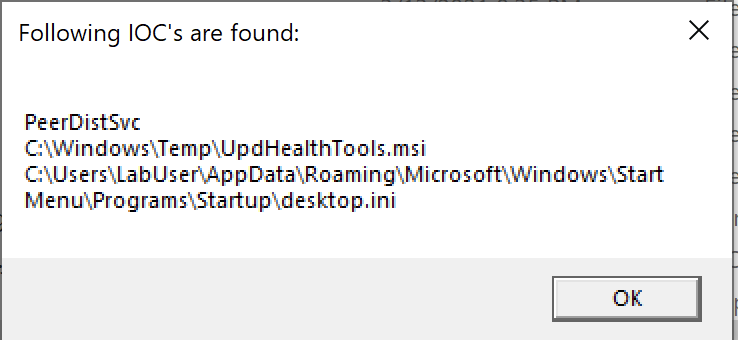 Following IOC's are found:
PeerDistSvc
C:\Windows\Temp\UpdHealthTools.msi
C:\Users\LabUser\AppData\Roaming\Microsoft\Windows\Start
Menu\Programs\Startup\desktop.ini
OK